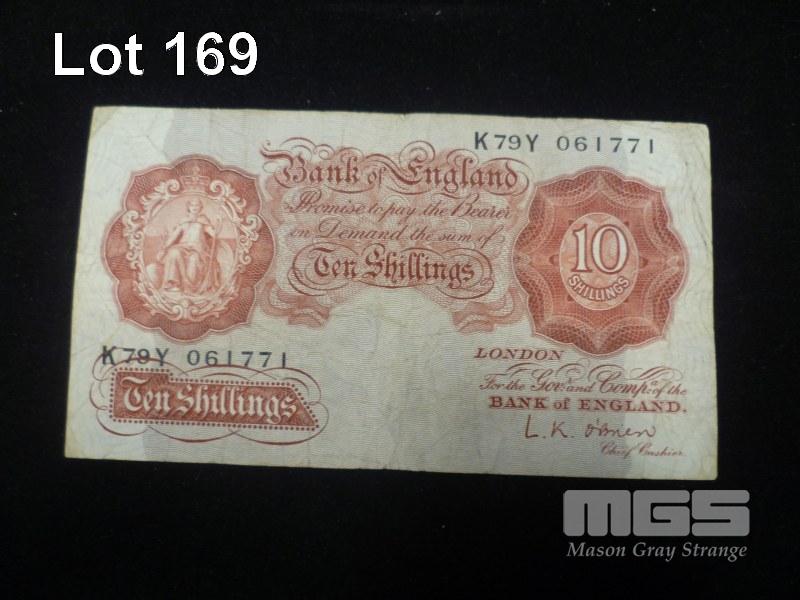 Lot 169
K79Y 061771
Bank of England
Promise to pay the Bearer
on Demand the sum of
Ten Shillings
10
SHILLINGS
K79Y 061771
Ten Shillings
LONDON
For the Govr. and Compa. of the
BANK of ENGLAND.
L.K. O'Brien
Chief Cashier
MGS
Mason Gray Strange